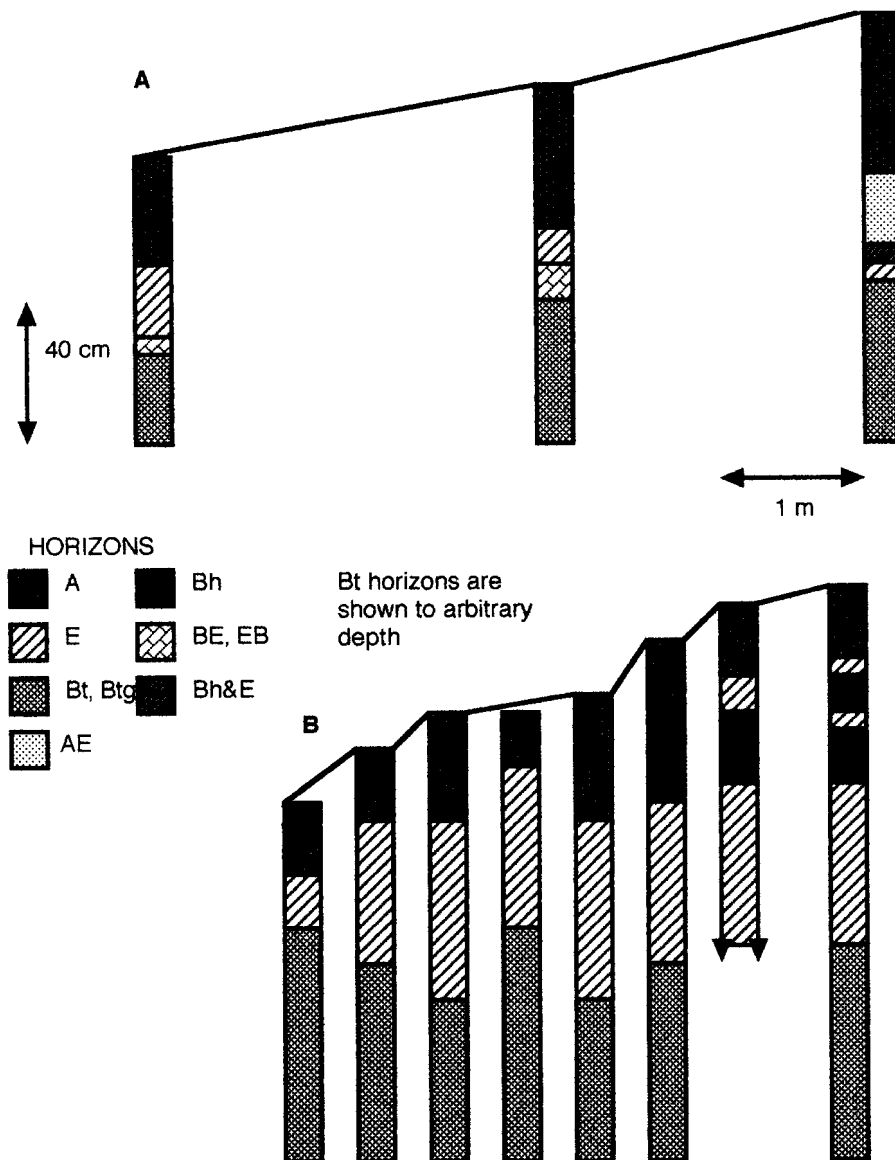 A
40 cm
1 m
HORIZONS
A
Bh
E
BE, EB
Bt, Btg
Bh&E
AE
Bt horizons are
shown to arbitrary
depth
B